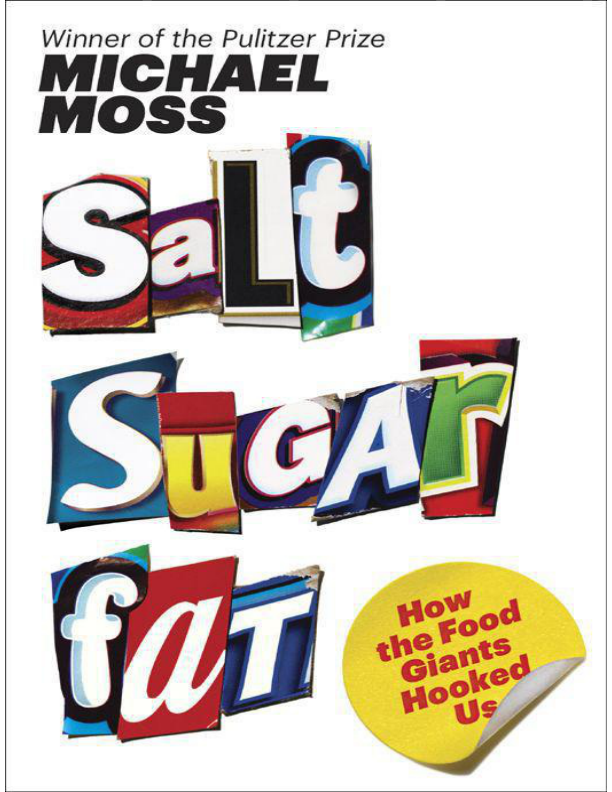 Winner of the Pulitzer Prize
MICHAEL
MOSS
SaLt
SuGAr
faT
How
the Food
Giants
Hooked
Us